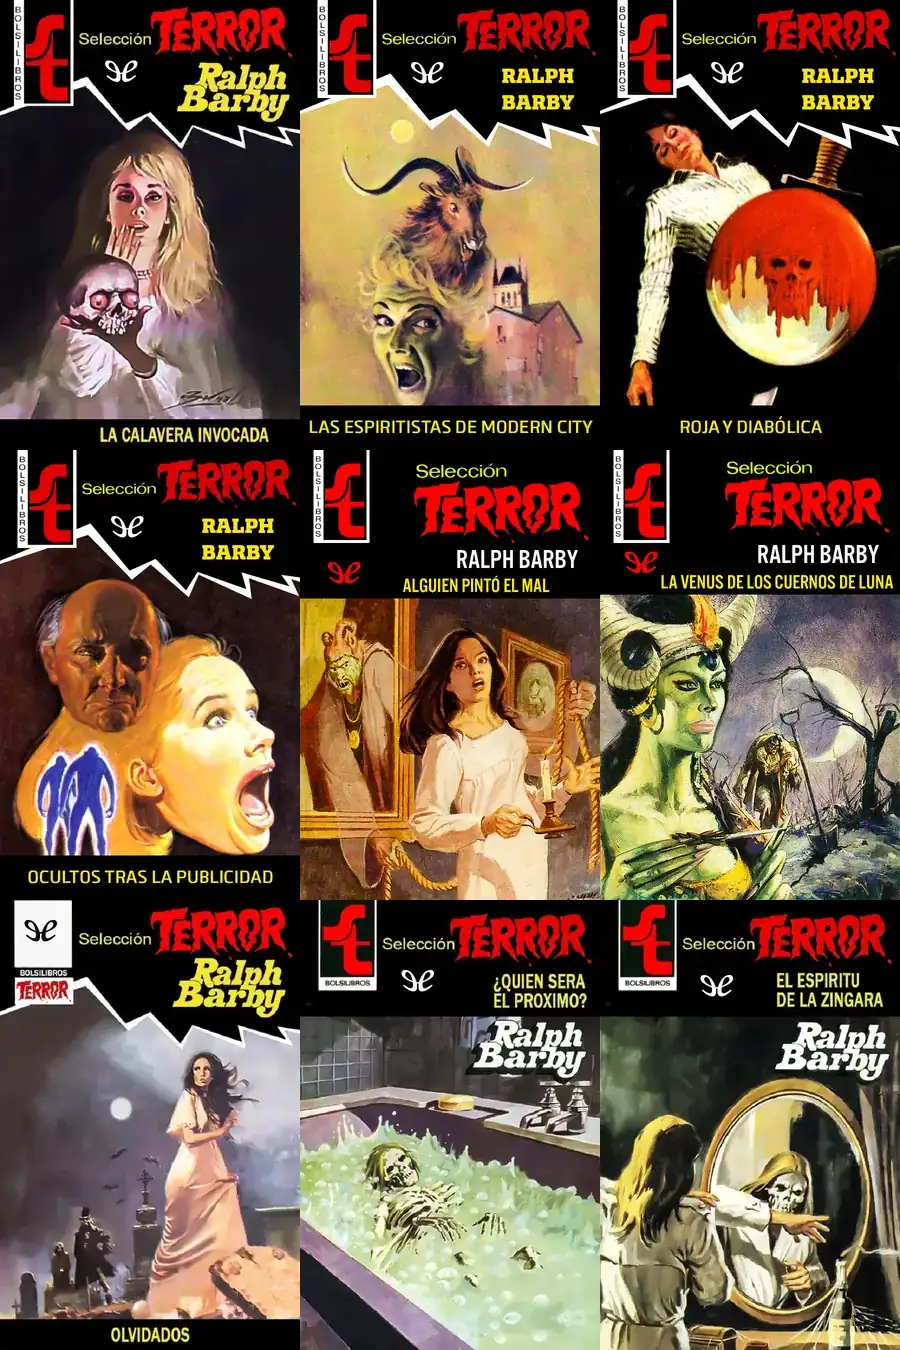 BOLSILIBROS
Selección TERROR
Ralph
Barby
LA CALAVERA INVOCADA
BOLSILIBROS
Selección TERROR
RALPH
BARBY
LAS ESPIRITISTAS DE MODERN CITY
BOLSILIBROS
Selección TERROR
RALPH
BARBY
ROJA Y DIABÓLICA
BOLSILIBROS
Selección TERROR
RALPH
BARBY
OCULTOS TRAS LA PUBLICIDAD
BOLSILIBROS
Selección
TERROR
RALPH BARBY
ALGUIEN PINTÓ EL MAL
BOLSILIBROS
Selección
TERROR
RALPH BARBY
LA VENUS DE LOS CUERNOS DE LUNA
BOLSILIBROS
TERROR
Selección TERROR
Ralph
Barby
OLVIDADOS
BOLSILIBROS
Selección TERROR
¿QUIEN SERA
EL PROXIMO?
Ralph
Barby
BOLSILIBROS
Selección TERROR
EL ESPIRITU
DE LA ZINGARA
Ralph
Barby